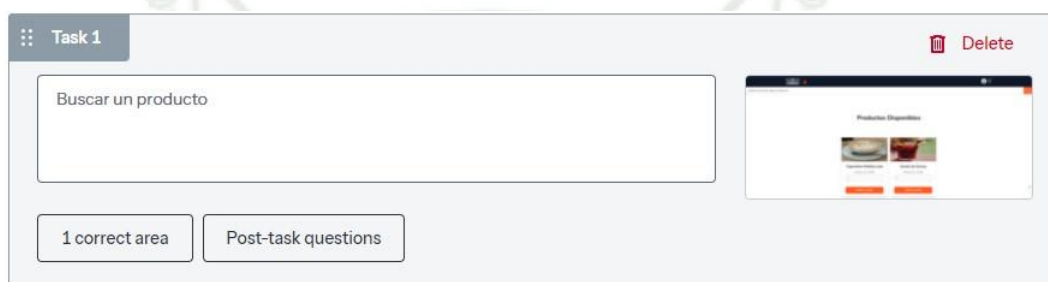 Task 1
Delete
Buscar un producto
Productos Disponibles
1 correct area
Post-task questions